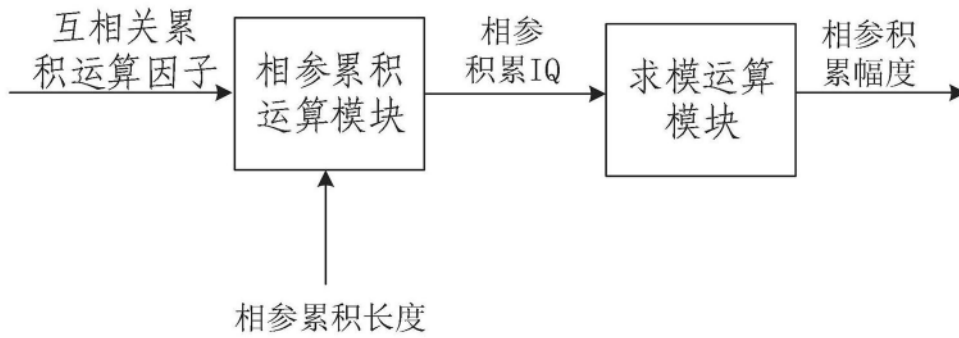 互相关累
积运算因子
相参累积
运算模块
相参
积累IQ
求模运算
模块
相参积
累幅度
相参累积长度